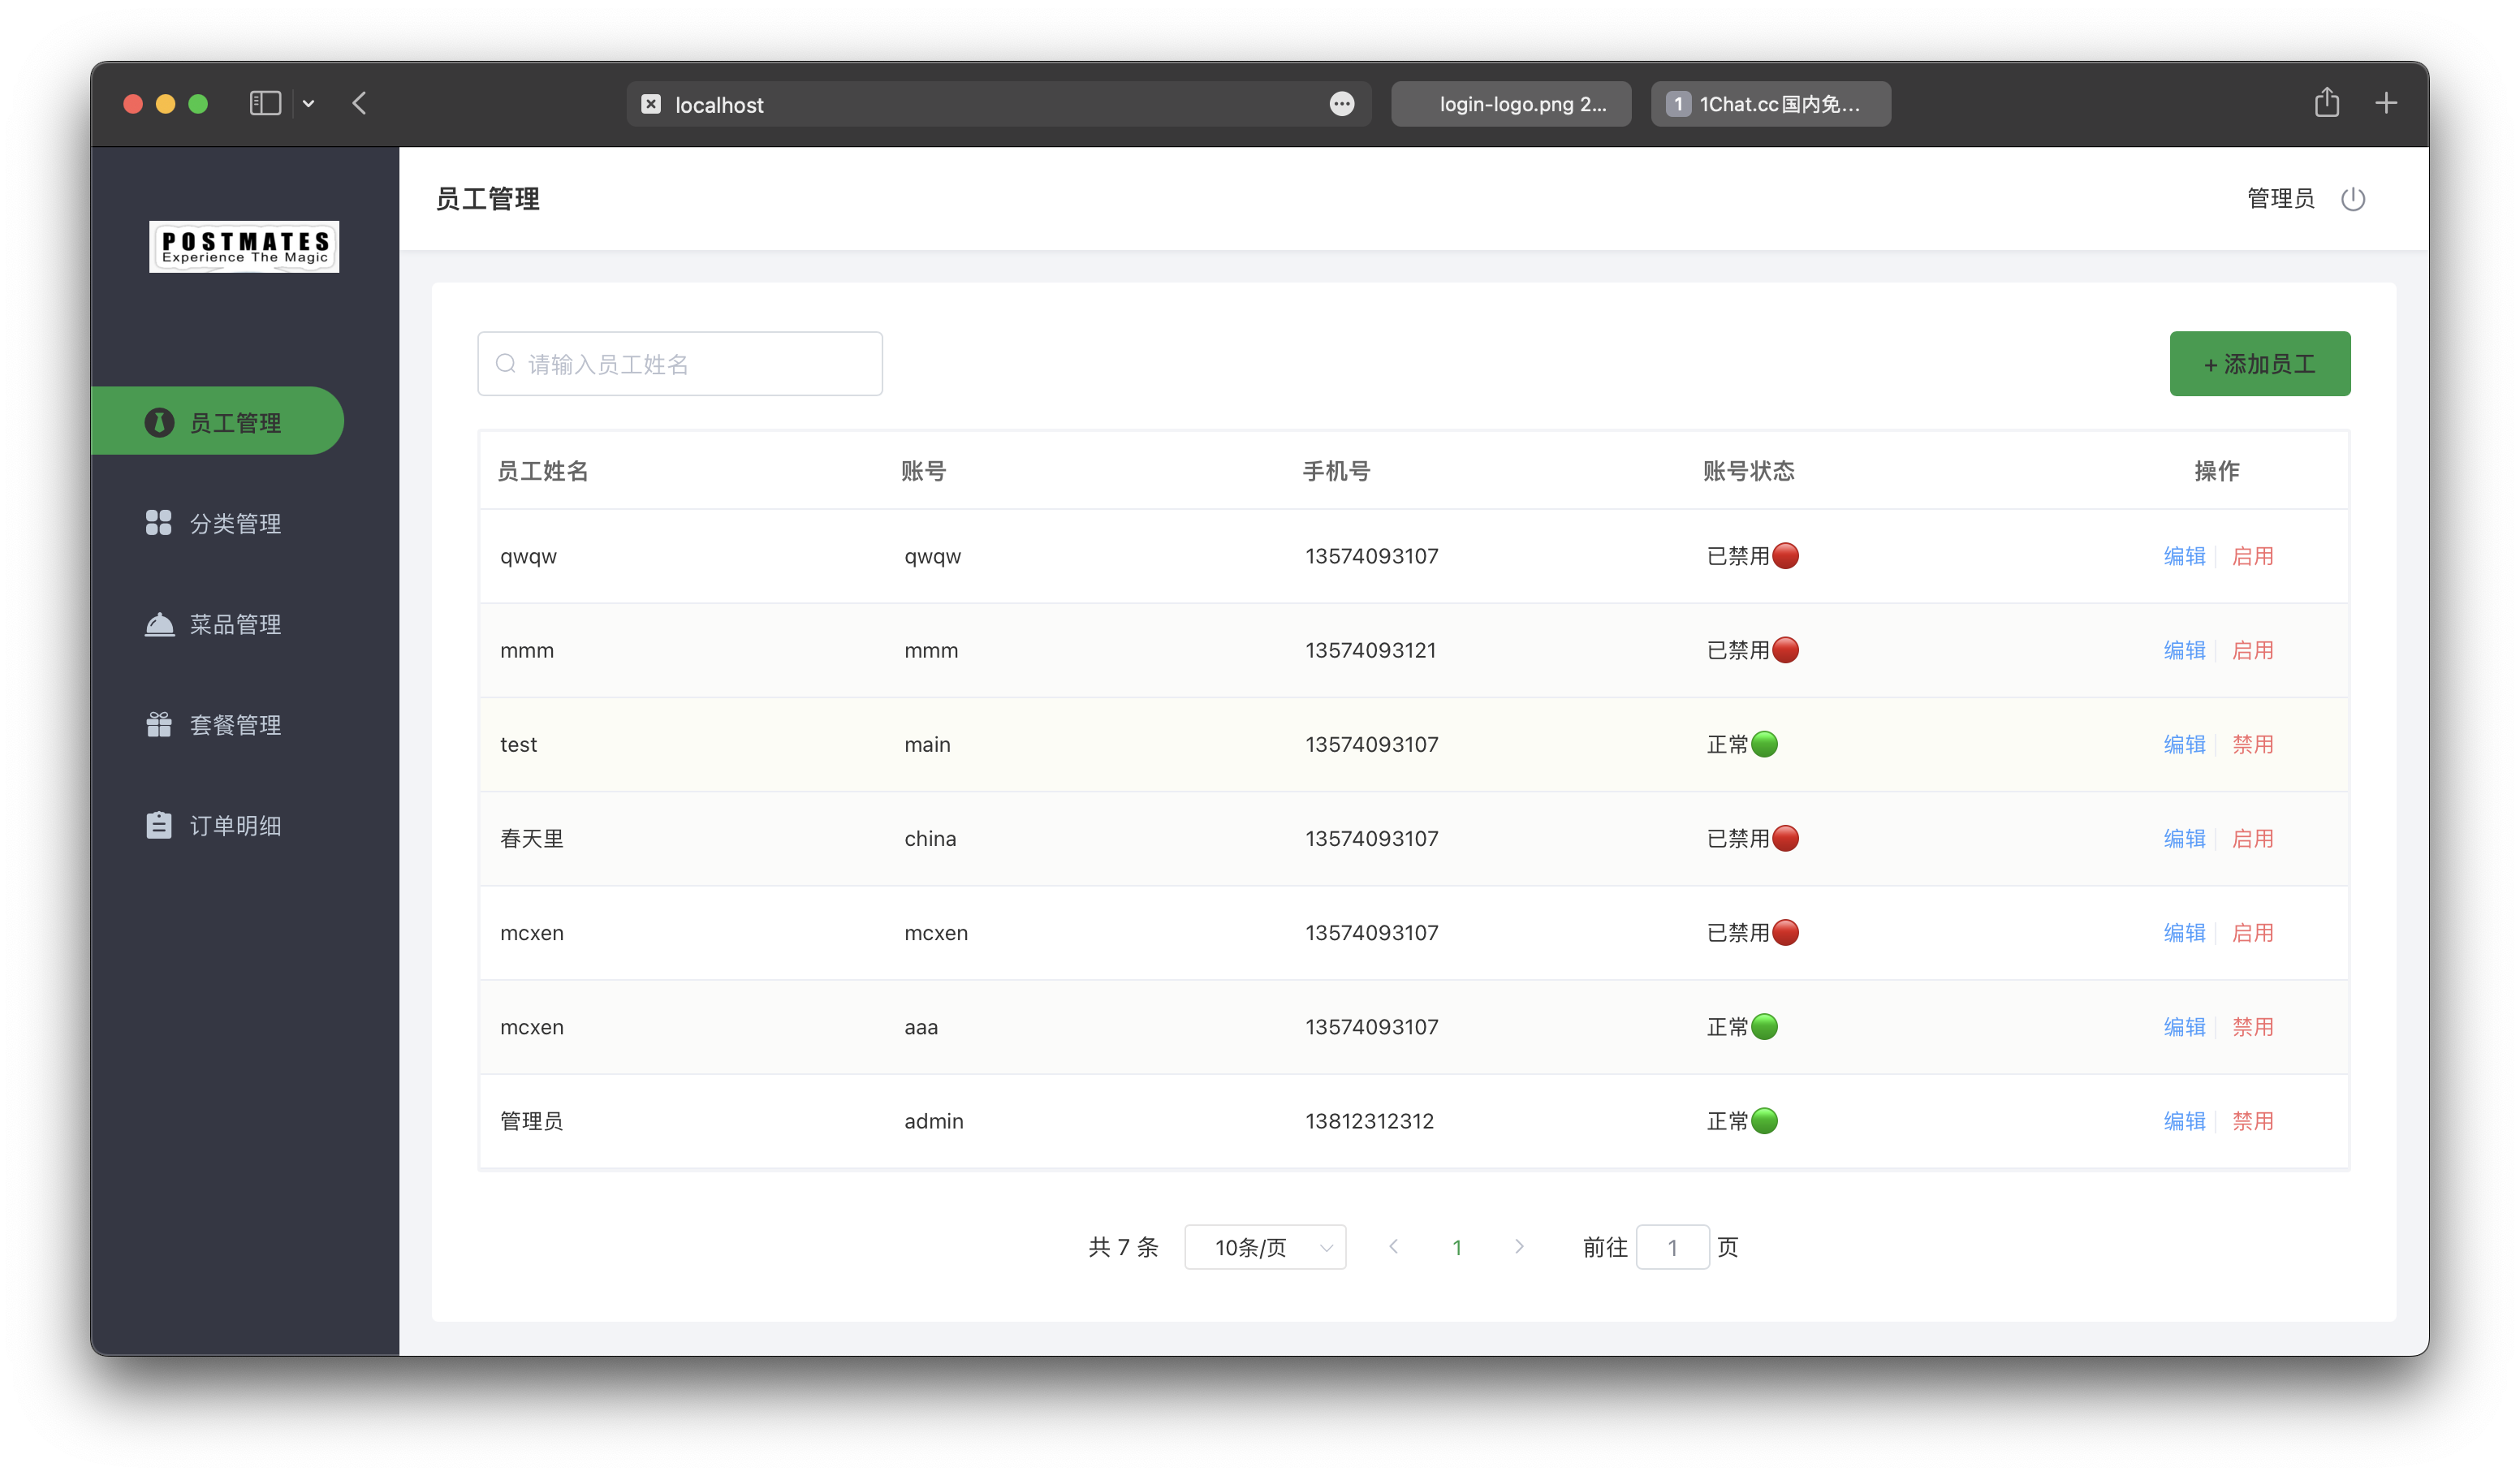 localhost
login-logo.png 2...
1 1Chat.cc国内免...
POSTMATES
Experience The Magic
员工管理
管理员
员工管理
分类管理
菜品管理
套餐管理
订单明细
请输入员工姓名
+ 添加员工
员工姓名 账号 手机号 账号状态 操作
qwqw qwqw 13574093107 已禁用 编辑 启用
mmm mmm 13574093121 已禁用 编辑 启用
test main 13574093107 正常 编辑 禁用
春天里 china 13574093107 已禁用 编辑 启用
mcxen mcxen 13574093107 已禁用 编辑 启用
mcxen aaa 13574093107 正常 编辑 禁用
管理员 admin 13812312312 正常 编辑 禁用
共 7 条 10条/页 1 前往 1 页